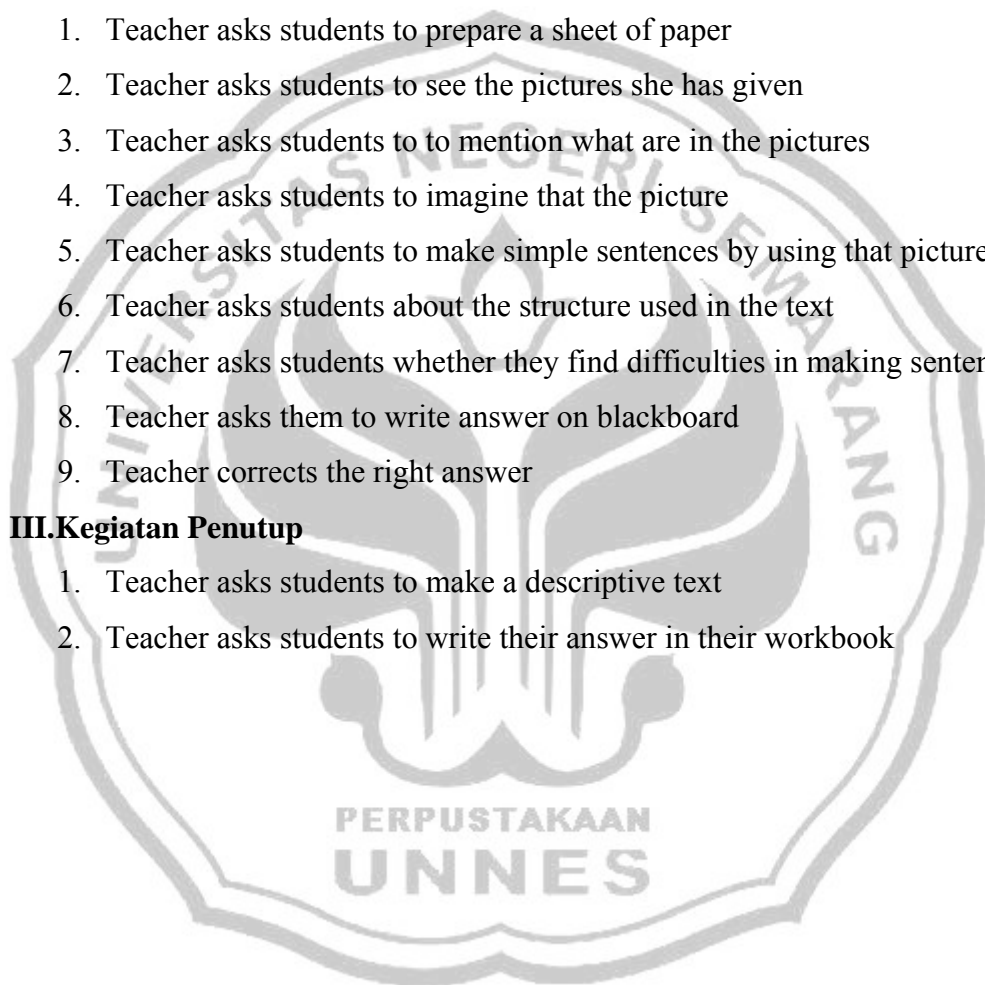 1. Teacher asks students to prepare a sheet of paper
2. Teacher asks students to see the pictures she has given
3. Teacher asks students to to mention what are in the pictures
4. Teacher asks students to imagine that the picture
5. Teacher asks students to make simple sentences by using that picture
6. Teacher asks students about the structure used in the text
7. Teacher asks students whether they find difficulties in making senten
8. Teacher asks them to write answer on blackboard
9. Teacher corrects the right answer
III.Kegiatan Penutup
1. Teacher asks students to make a descriptive text
2. Teacher asks students to write their answer in their workbook
UNIVERSITAS NEGERI SEMARANG
PERPUSTAKAAN
UNNES